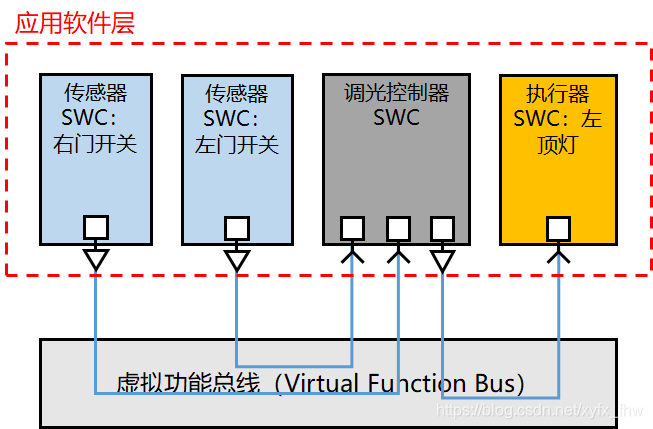 应用软件层
传感器
SWC：
右门开关
传感器
SWC：
左门开关
调光控制器
SWC
执行器
SWC：左
顶灯
虚拟功能总线（Virtual Function Bus）
https://blog.csdn.net/xyfx_fhw